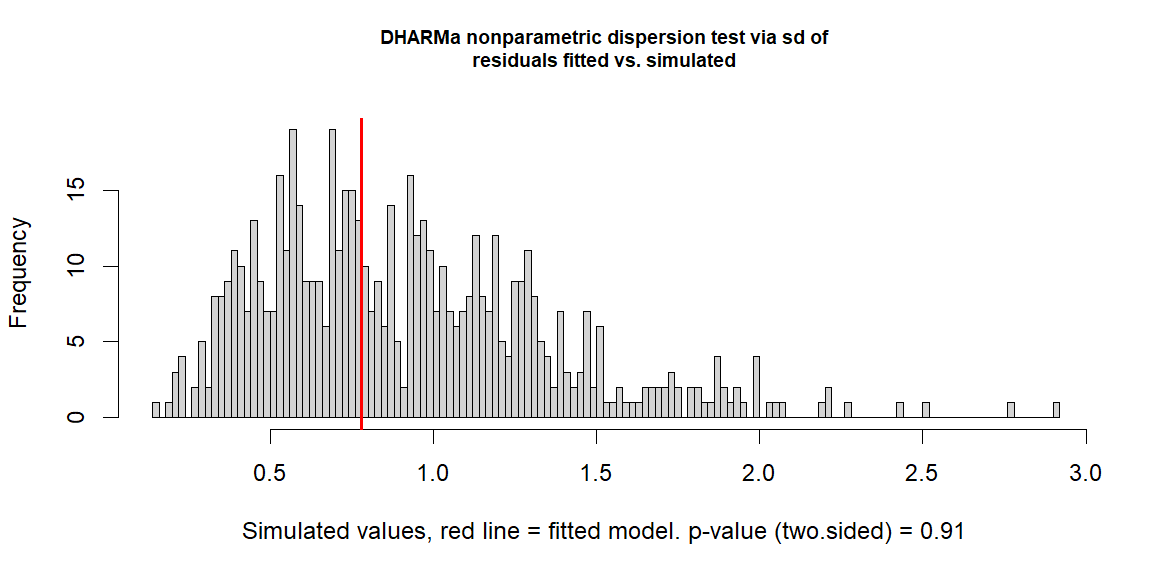 DHARMa nonparametric dispersion test via sd of
residuals fitted vs. simulated
Frequency
15
10
5
0
0.5 1.0 1.5 2.0 2.5 3.0
Simulated values, red line = fitted model. p-value (two.sided) = 0.91